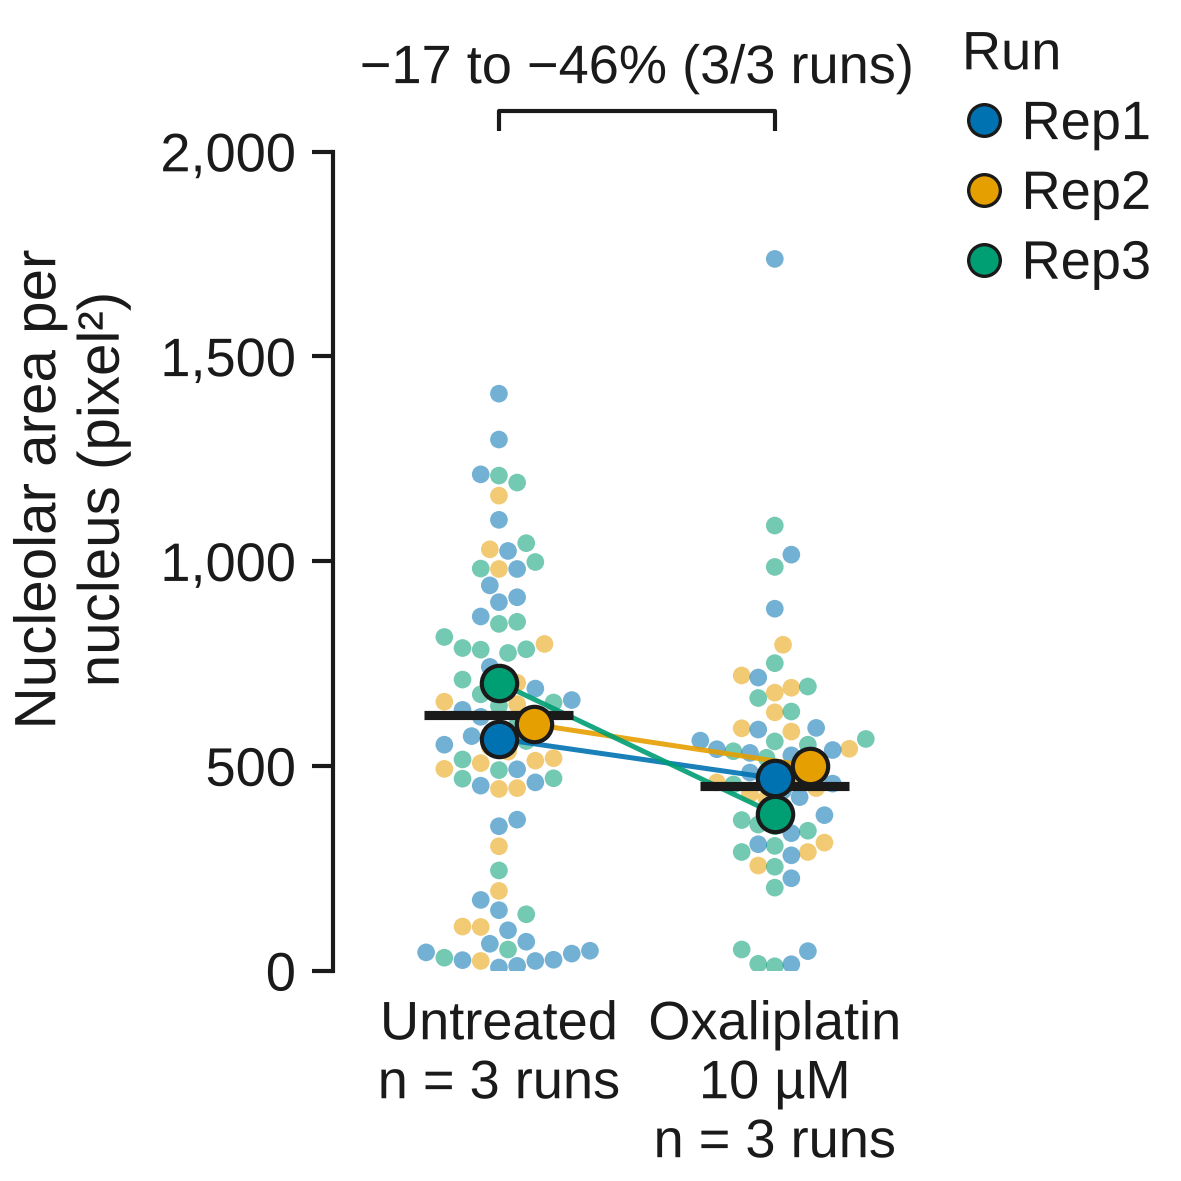 −17 to −46% (3/3 runs)
Run
Rep1
Rep2
Rep3
Nucleolar area per
nucleus (pixel²)
2,000
1,500
1,000
500
0
Untreated
n = 3 runs
Oxaliplatin
10 µM
n = 3 runs